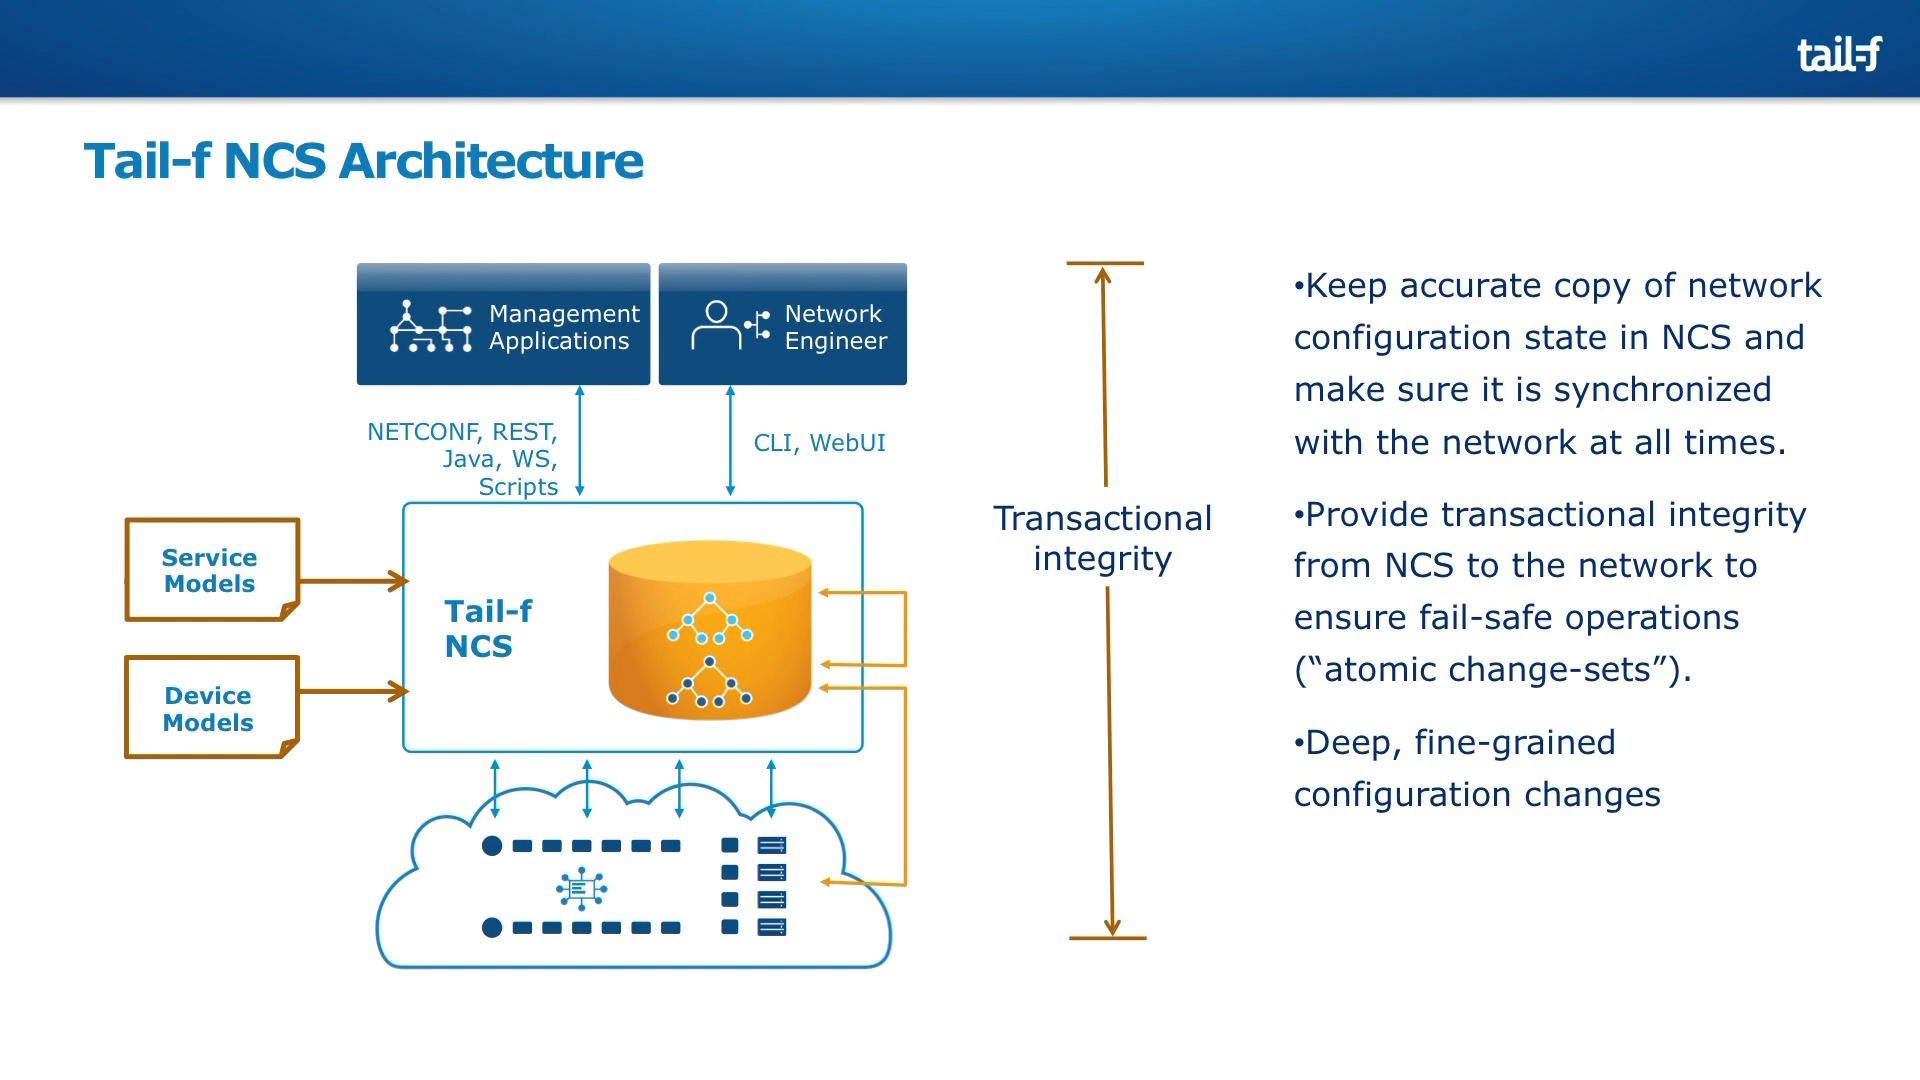 tail-f
Tail-f NCS Architecture
Management
Applications
Network
Engineer
NETCONF, REST,
Java, WS,
Scripts
CLI, WebUI
Service
Models
Device
Models
Tail-f
NCS
Transactional
integrity
•Keep accurate copy of network
configuration state in NCS and
make sure it is synchronized
with the network at all times.
•Provide transactional integrity
from NCS to the network to
ensure fail-safe operations
(“atomic change-sets”).
•Deep, fine-grained
configuration changes